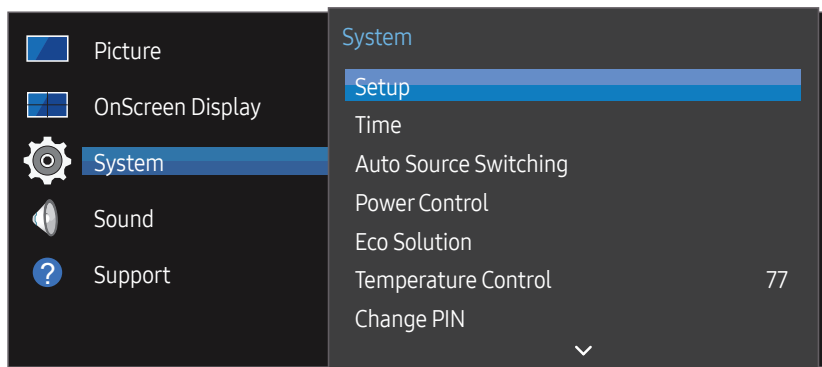 Picture
OnScreen Display
System
Sound
? Support
System
Setup
Time
Auto Source Switching
Power Control
Eco Solution
Temperature Control 77
Change PIN